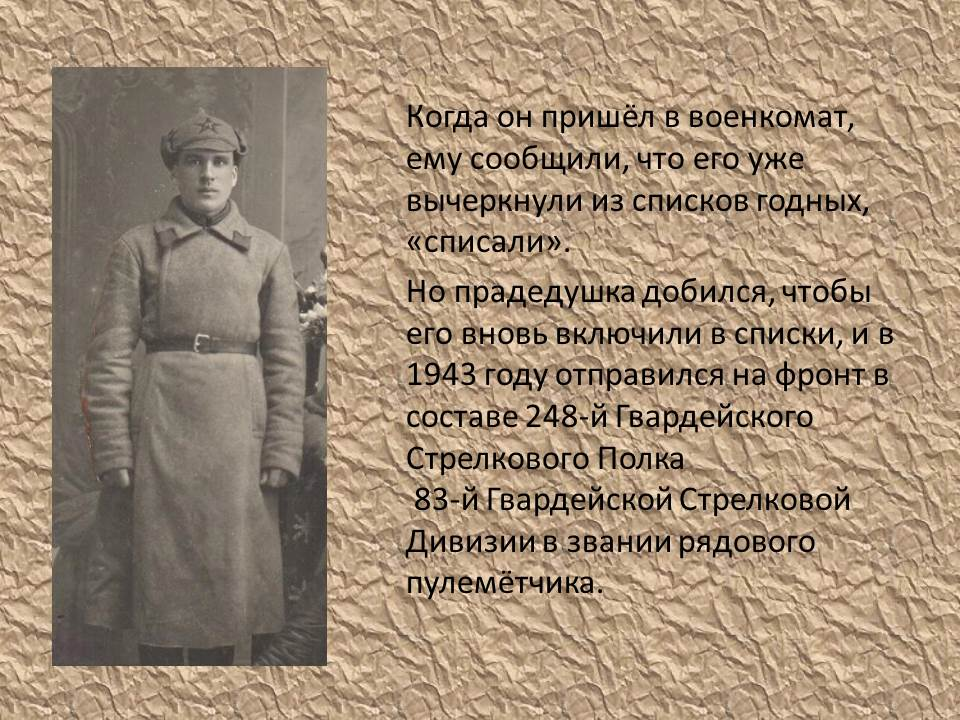 Когда он пришёл в военкомат,
ему сообщили, что его уже
вычеркнули из списков годных,
«списали».
Но прадедушка добился, чтобы
его вновь включили в списки, и в
1943 году отправился на фронт в
составе 248-й Гвардейского
Стрелкового Полка
83-й Гвардейской Стрелковой
Дивизии в звании рядового
пулемётчика.